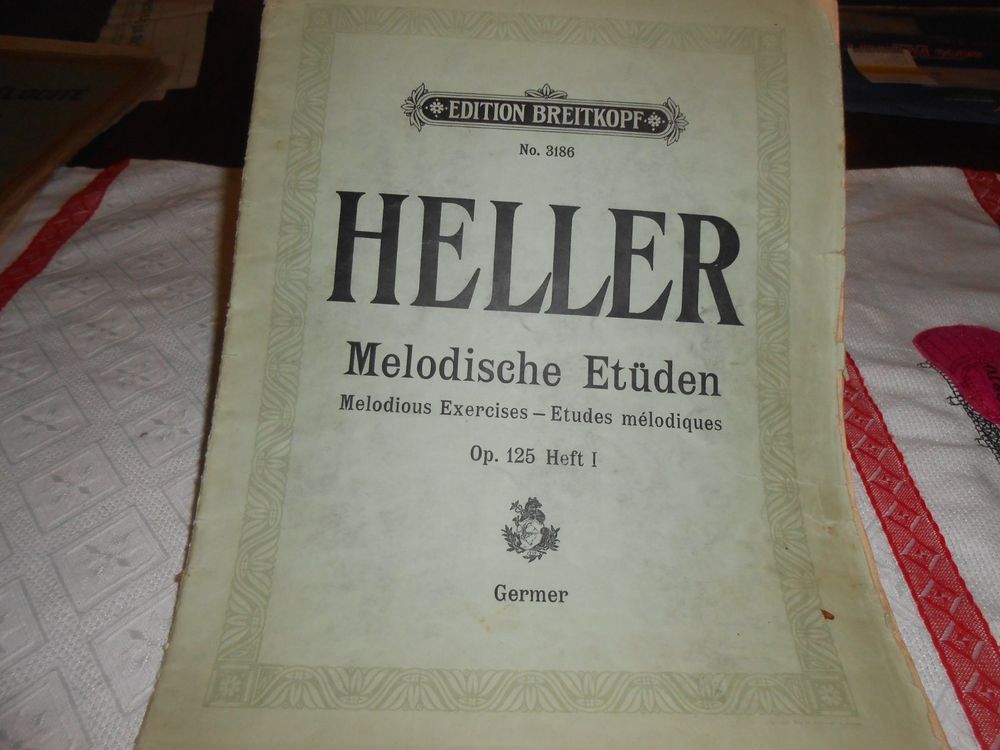 EDITION BREITKOPF
No. 3186
HELLER
Melodische Etüden
Melodious Exercises – Etudes mélodiques
Op. 125 Heft I
Germer